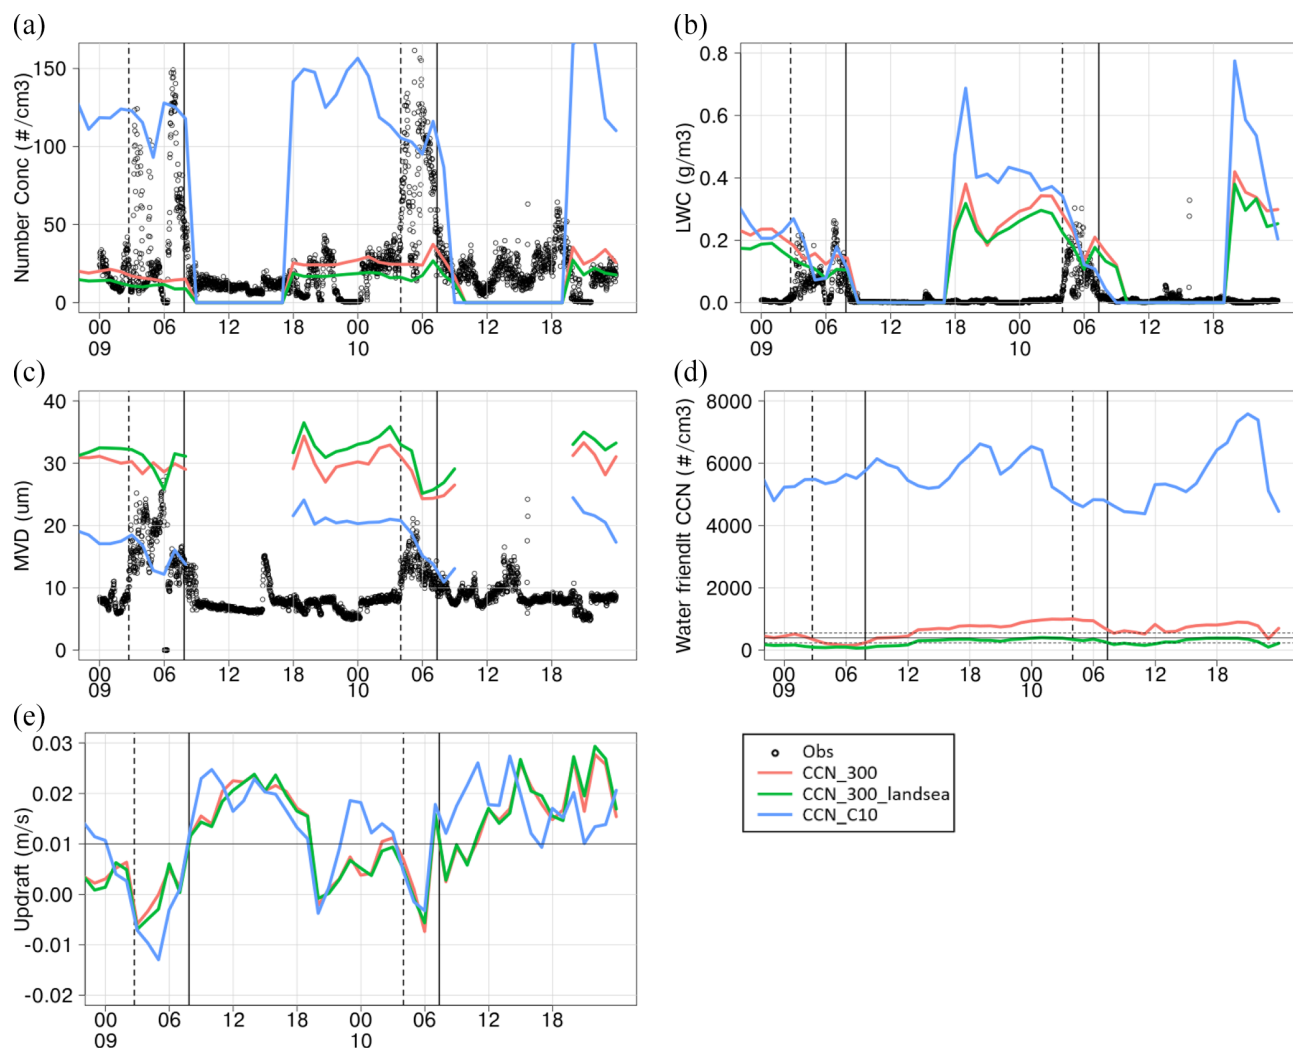 (a)
Number Conc (#/cm3)
150
100
50
0
00 06 12 18 00 06 12 18
09 10
(b)
LWC (g/m3)
0.8
0.6
0.4
0.2
0.0
00 06 12 18 00 06 12 18
09 10
(c)
MVD (um)
40
30
20
10
0
00 06 12 18 00 06 12 18
09 10
(d)
Water friendlt CCN (#/cm3)
8000
6000
4000
2000
0
00 06 12 18 00 06 12 18
09 10
(e)
Updraft (m/s)
0.03
0.02
0.01
0.00
-0.01
-0.02
00 06 12 18 00 06 12 18
09 10
Obs
CCN_300
CCN_300_landsea
CCN_C10